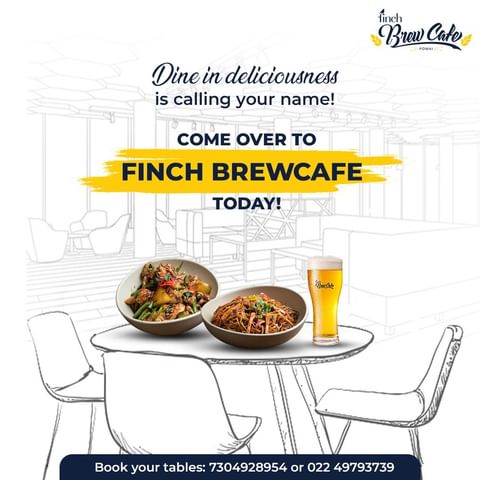 finch
Brew Cafe
POWAI
Dine in deliciousness
is calling your name!
COME OVER TO
FINCH BREWCAFE
TODAY!
Brewcafe
Book your tables: 7304928954 or 022 49793739